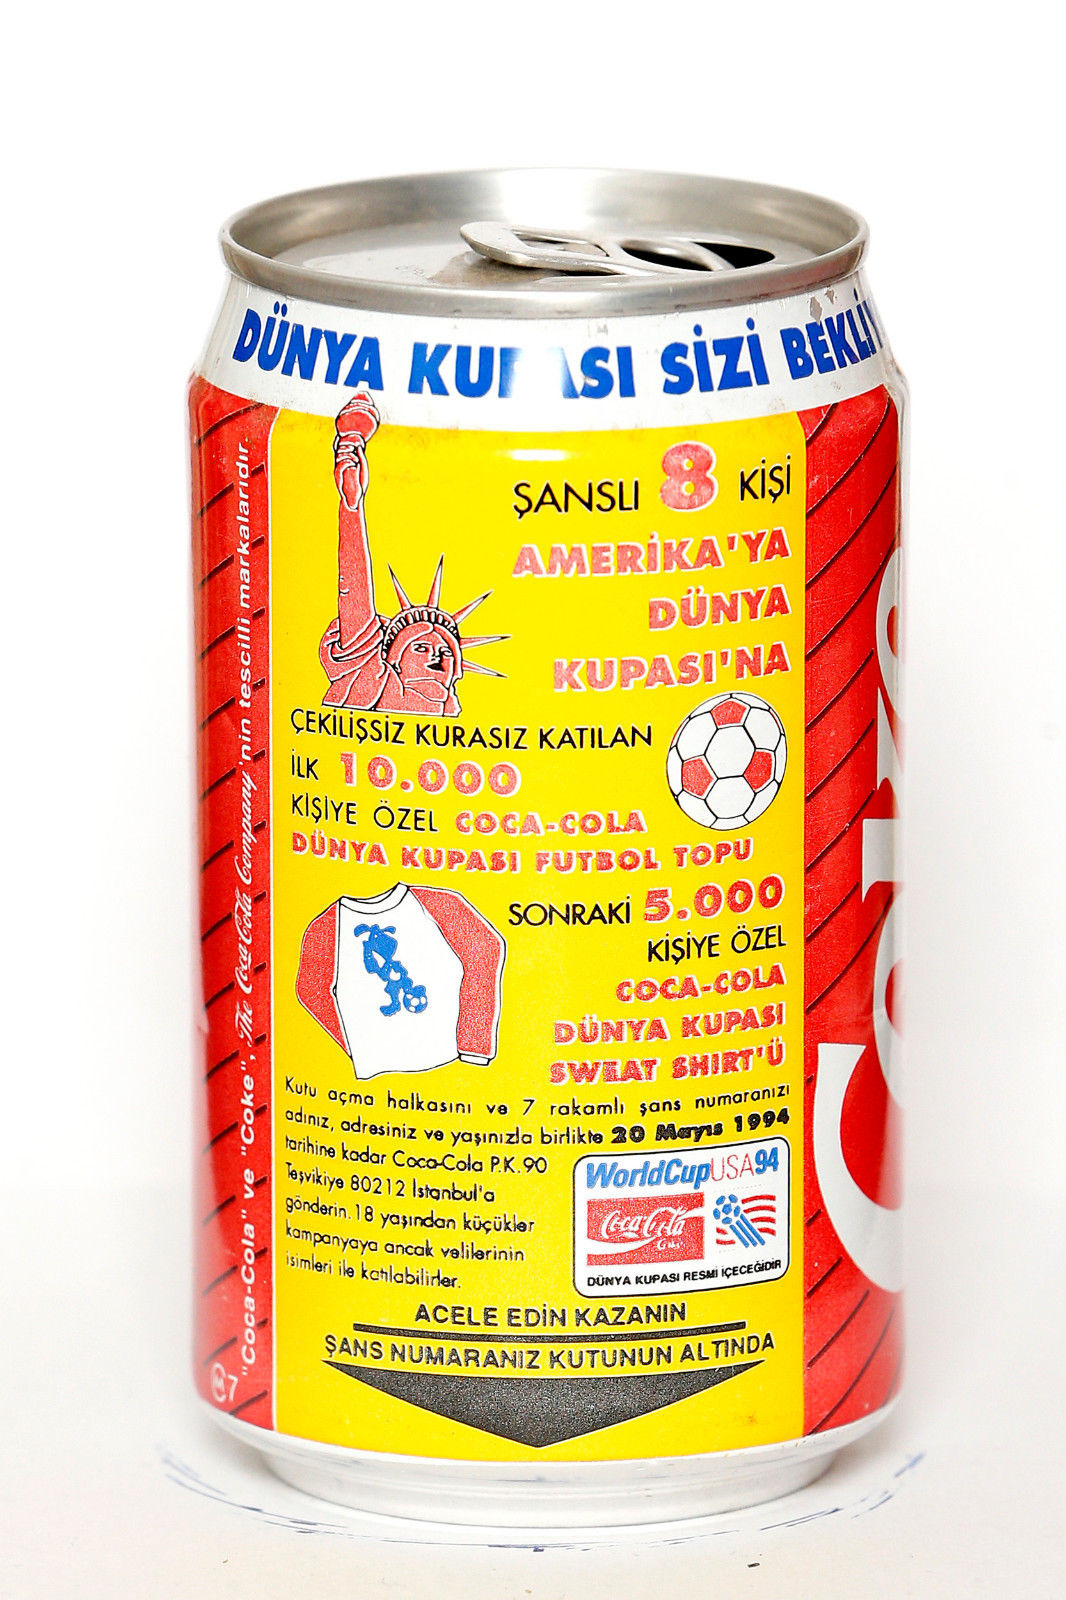 DÜNYA KUPASI SİZİ
ŞANSLI 8 KİŞİ
AMERİKA'YA
DÜNYA
KUPASI'NA
ÇEKİLİŞSİZ KURASIZ KATILAN
İLK 10.000
KİŞİYE ÖZEL COCA-COLA
DÜNYA KUPASI FUTBOL TOPU
SONRAKİ 5.000
KİŞİYE ÖZEL
COCA-COLA
DÜNYA KUPASI
SWEAT SHIRT'Ü
Kutu açma halkasını ve 7 rakamlı şans numaranızı
adınız, adresiniz ve yaşınızla birlikte 20 Mayıs 1994
tarihine kadar Coca-Cola P.K.90
Teşvikiye 80212 İstanbul'a
gönderin.18 yaşından küçükler
kampanyaya ancak velilerinin
isimleri ile katılabilirler.
WorldCupUSA94
Coca-Cola
DÜNYA KUPASI RESMİ İÇECEĞİDİR
ACELE EDİN KAZANIN
ŞANS NUMARANIZ KUTUNUN ALTINDA
"Coca-Cola" ve "Coke", The Coca-Cola Company'nin tescilli markalarıdır.
M7